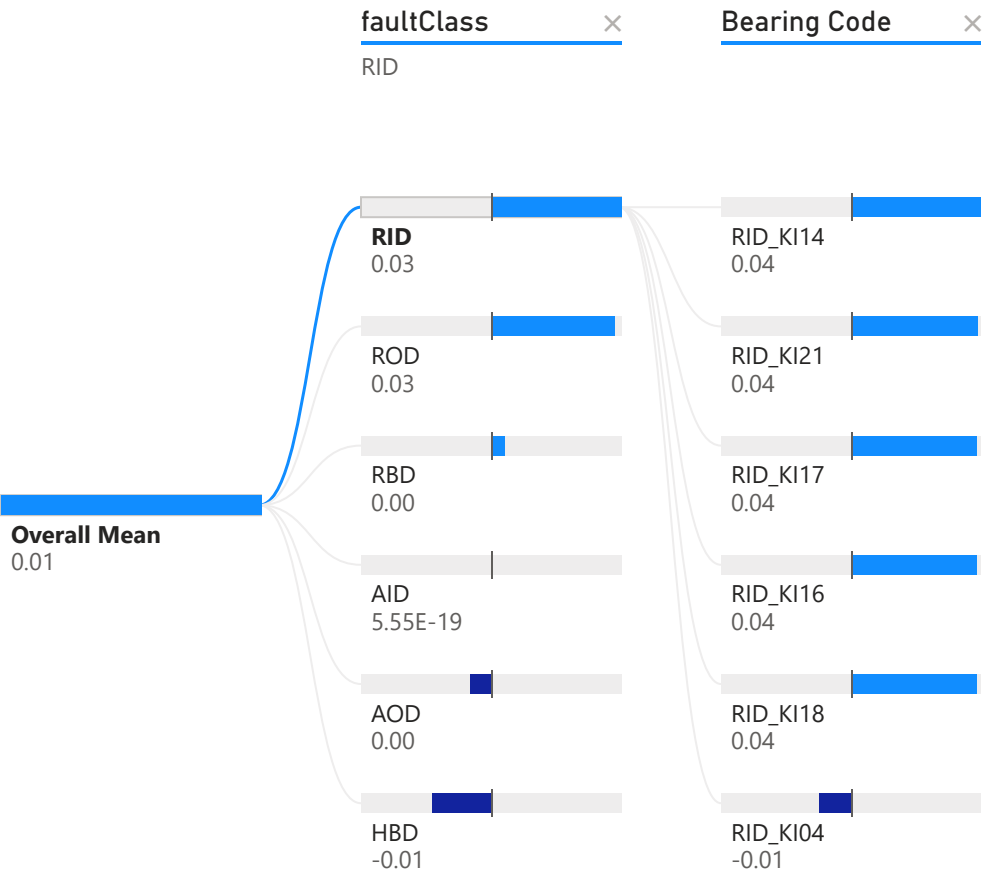 faultClass
RID
Bearing Code
RID
0.03
ROD
0.03
RBD
0.00
AID
5.55E-19
AOD
0.00
HBD
-0.01
Overall Mean
0.01
RID_KI14
0.04
RID_KI21
0.04
RID_KI17
0.04
RID_KI16
0.04
RID_KI18
0.04
RID_KI04
-0.01